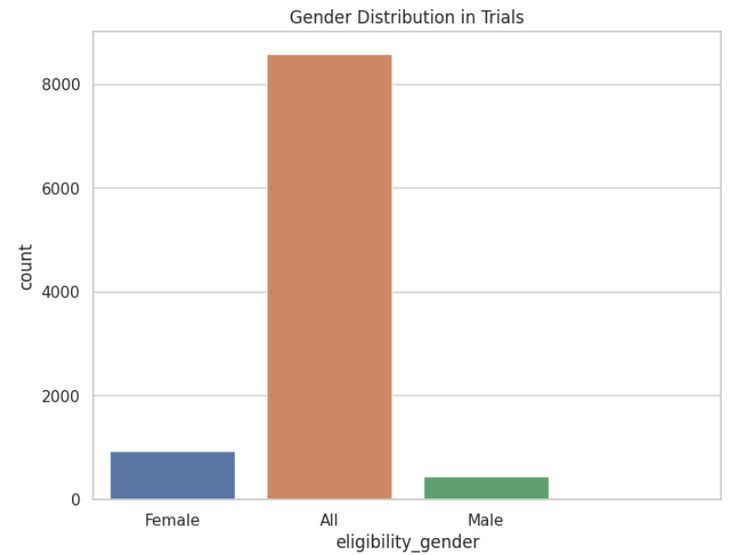 Gender Distribution in Trials
count
8000
6000
4000
2000
0
Female
All
Male
eligibility_gender